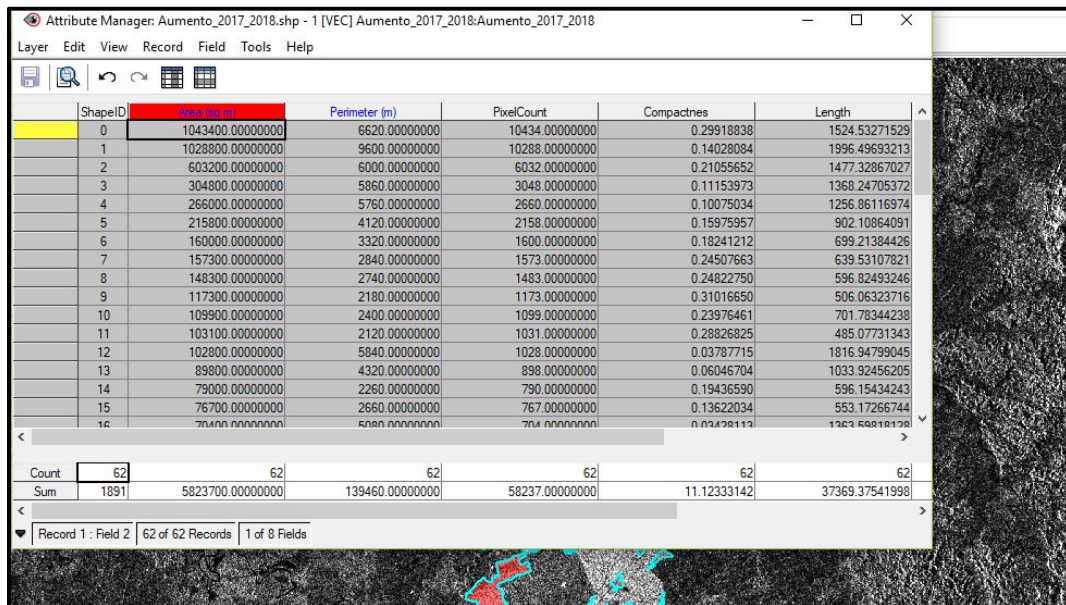 Attribute Manager: Aumento_2017_2018.shp - 1 [VEC] Aumento_2017_2018:Aumento_2017_2018
Layer Edit View Record Field Tools Help
ShapeID Area (sq m) Perimeter (m) PixelCount Compactnes Length
0 1043400.00000000 6620.00000000 10434.00000000 0.29918838 1524.53271529
1 1028800.00000000 9600.00000000 10288.00000000 0.14028084 1996.49693213
2 603200.00000000 6000.00000000 6032.00000000 0.21055652 1477.32867027
3 304800.00000000 5860.00000000 3048.00000000 0.11153973 1368.24705372
4 266000.00000000 5760.00000000 2660.00000000 0.10075034 1256.86116974
5 215800.00000000 4120.00000000 2158.00000000 0.15975957 902.10864091
6 160000.00000000 3320.00000000 1600.00000000 0.18241212 699.21384426
7 157300.00000000 2840.00000000 1573.00000000 0.24507663 639.53107821
8 148300.00000000 2740.00000000 1483.00000000 0.24822750 596.82493246
9 117300.00000000 2180.00000000 1173.00000000 0.31016650 506.06323716
10 109900.00000000 2400.00000000 1099.00000000 0.23976461 701.78344238
11 103100.00000000 2120.00000000 1031.00000000 0.28826825 485.07731343
12 102800.00000000 5840.00000000 1028.00000000 0.03787715 1816.94799045
13 89800.00000000 4320.00000000 898.00000000 0.06046704 1033.92456205
14 79000.00000000 2260.00000000 790.00000000 0.19436590 596.15434243
15 76700.00000000 2660.00000000 767.00000000 0.13622034 553.17266744
16 70400.00000000 5080.00000000 704.00000000 0.03428113 1363.59818128
Count 62 62 62 62 62 62
Sum 1891 5823700.00000000 139460.00000000 58237.00000000 11.12333142 37369.37541998
Record 1 : Field 2 62 of 62 Records 1 of 8 Fields